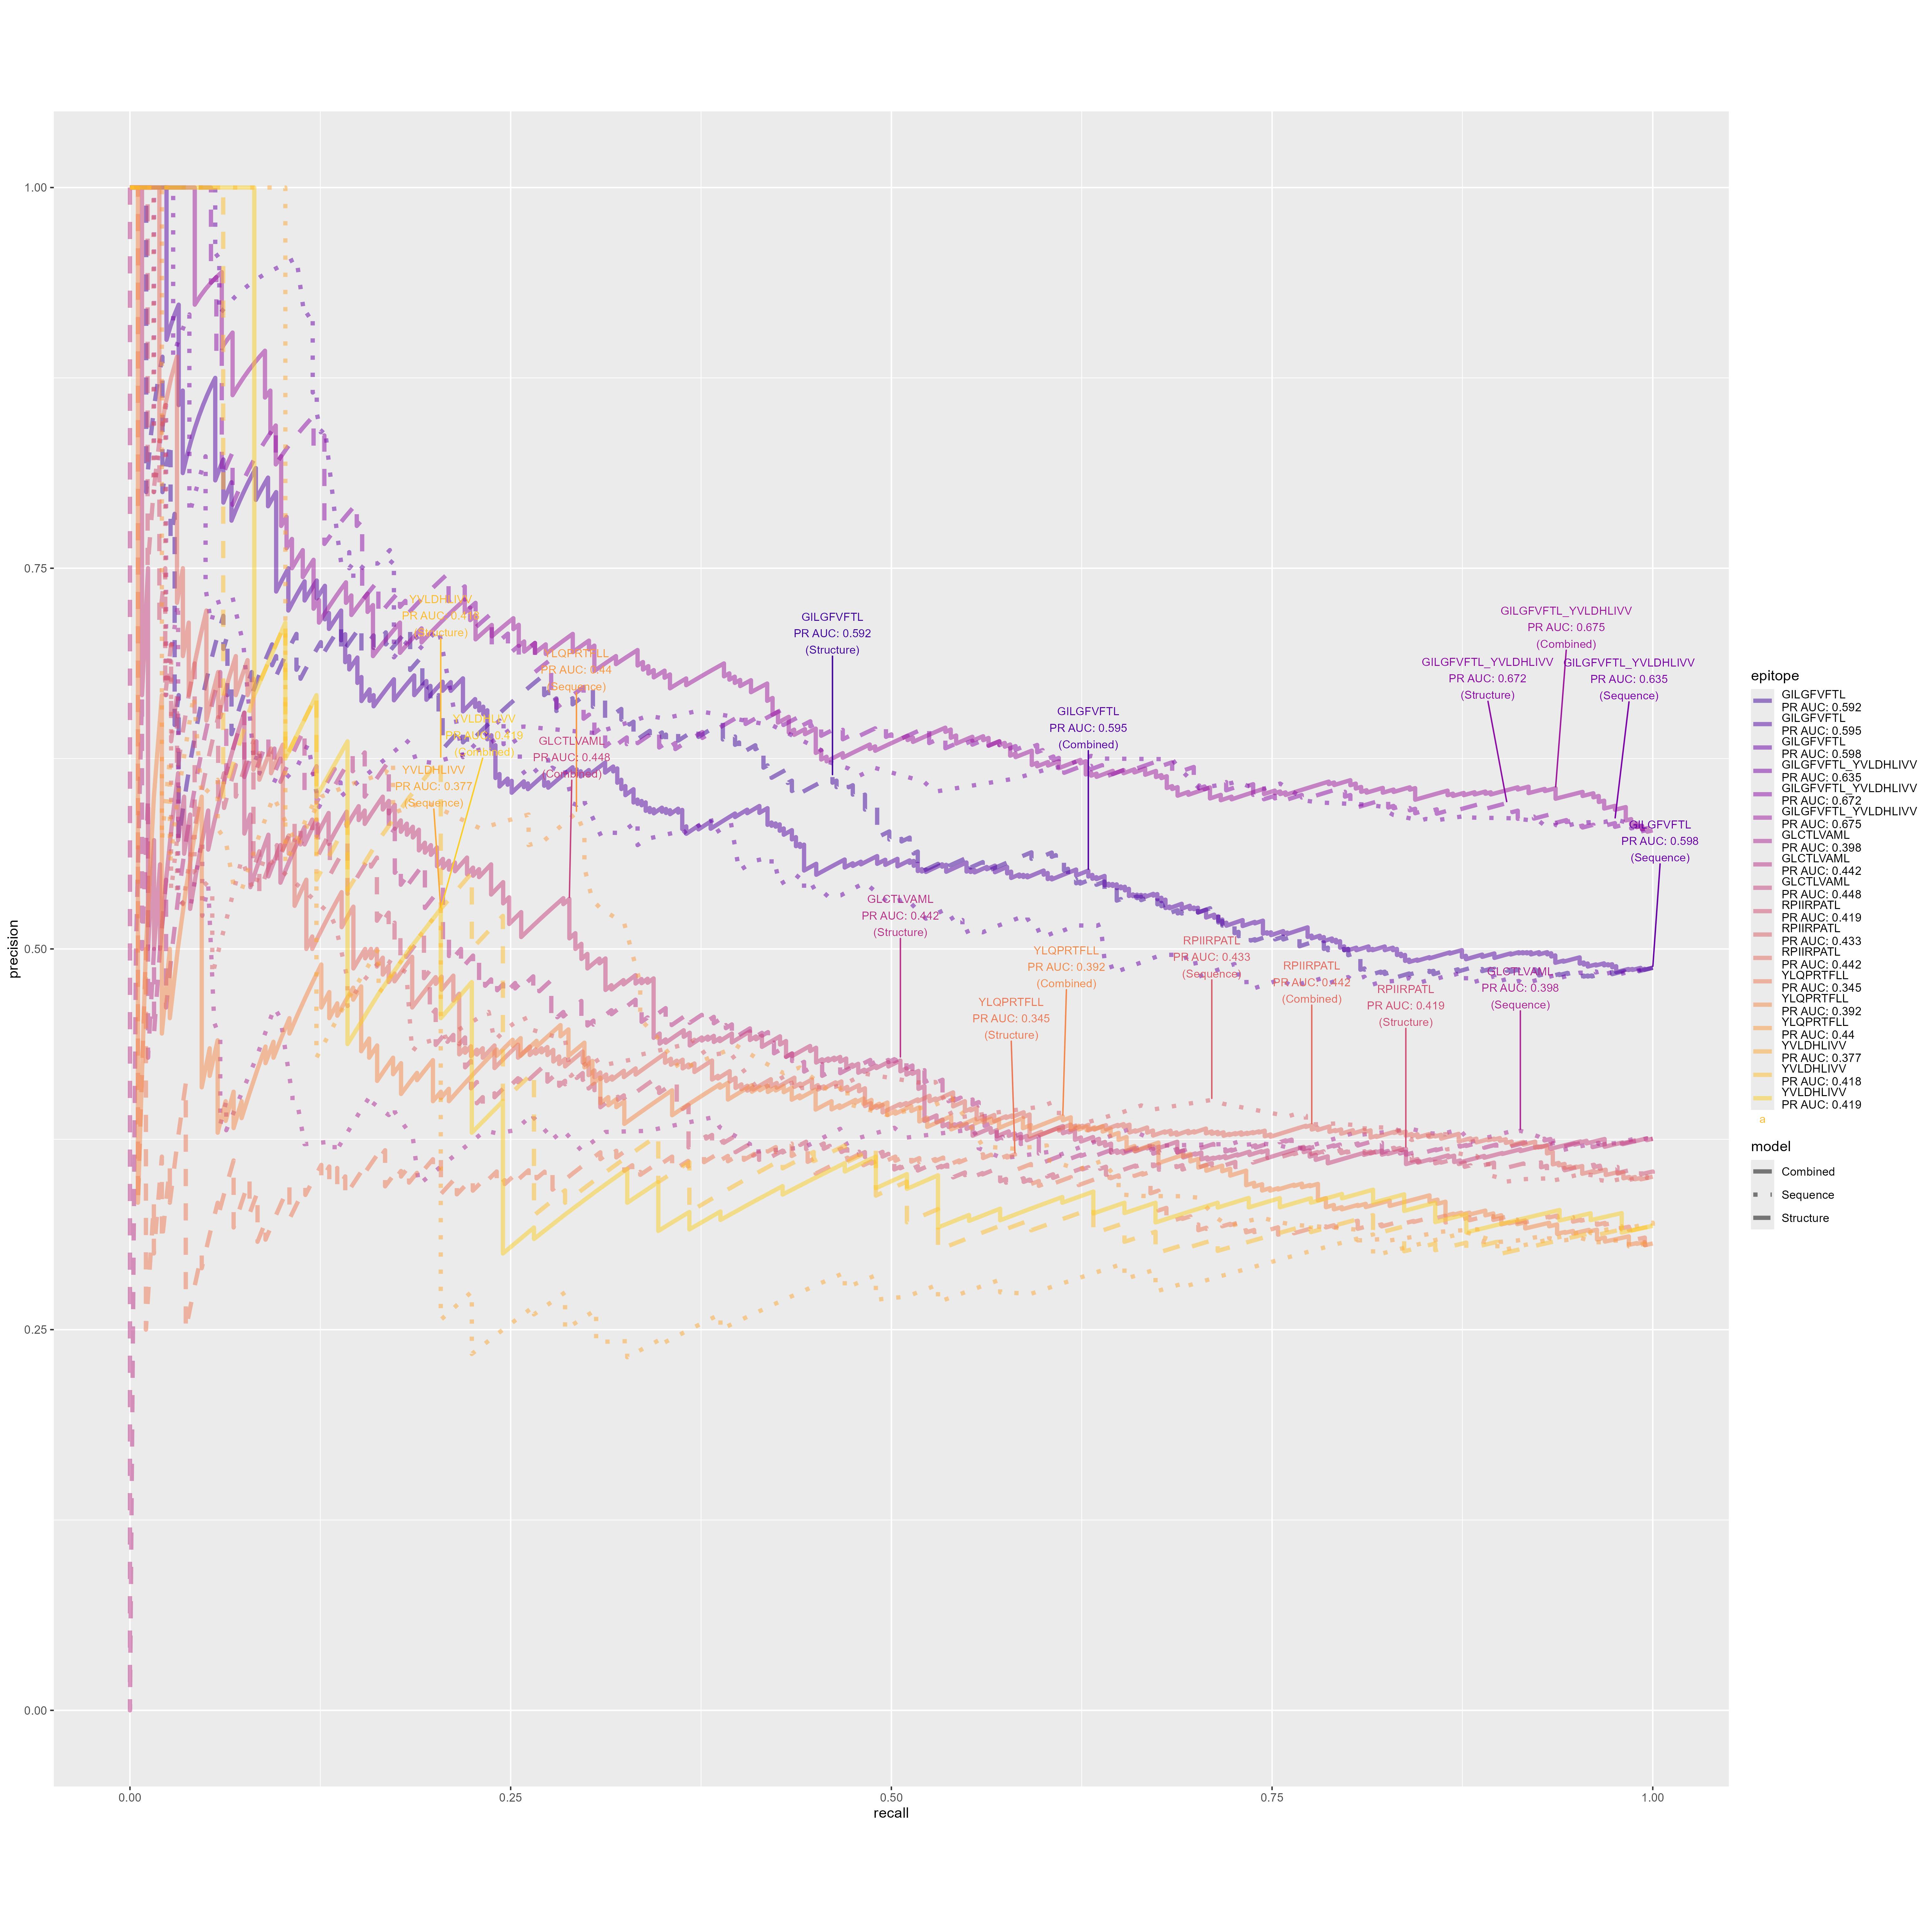 1.00
0.75
0.50
0.25
0.00
precision
0.00
0.25
0.50
0.75
1.00
recall
YVLDHLIVV
PR AUC: 0.418
(Structure)
YLQPRTFLL
PR AUC: 0.44
(Sequence)
YVLDHLIVV
PR AUC: 0.419
(Combined)
GLCTLVAML
PR AUC: 0.448
(Combined)
YVLDHLIVV
PR AUC: 0.377
(Sequence)
GILGFVFTL
PR AUC: 0.592
(Structure)
GILGFVFTL
PR AUC: 0.595
(Combined)
GILGFVFTL_YVLDHLIVV
PR AUC: 0.675
(Combined)
GILGFVFTL_YVLDHLIVV
PR AUC: 0.672
(Structure)
GILGFVFTL_YVLDHLIVV
PR AUC: 0.635
(Sequence)
GILGFVFTL
PR AUC: 0.598
(Sequence)
GLCTLVAML
PR AUC: 0.442
(Structure)
YLQPRTFLL
PR AUC: 0.392
(Combined)
YLQPRTFLL
PR AUC: 0.345
(Structure)
RPIIRPATL
PR AUC: 0.433
(Sequence)
RPIIRPATL
PR AUC: 0.442
(Combined)
RPIIRPATL
PR AUC: 0.419
(Structure)
GLCTLVAML
PR AUC: 0.398
(Sequence)
epitope
GILGFVFTL
PR AUC: 0.592
GILGFVFTL
PR AUC: 0.595
GILGFVFTL
PR AUC: 0.598
GILGFVFTL_YVLDHLIVV
PR AUC: 0.635
GILGFVFTL_YVLDHLIVV
PR AUC: 0.672
GILGFVFTL_YVLDHLIVV
PR AUC: 0.675
GLCTLVAML
PR AUC: 0.398
GLCTLVAML
PR AUC: 0.442
GLCTLVAML
PR AUC: 0.448
RPIIRPATL
PR AUC: 0.419
RPIIRPATL
PR AUC: 0.433
RPIIRPATL
PR AUC: 0.442
YLQPRTFLL
PR AUC: 0.345
YLQPRTFLL
PR AUC: 0.392
YLQPRTFLL
PR AUC: 0.44
YVLDHLIVV
PR AUC: 0.377
YVLDHLIVV
PR AUC: 0.418
YVLDHLIVV
PR AUC: 0.419
a
model
Combined
Sequence
Structure